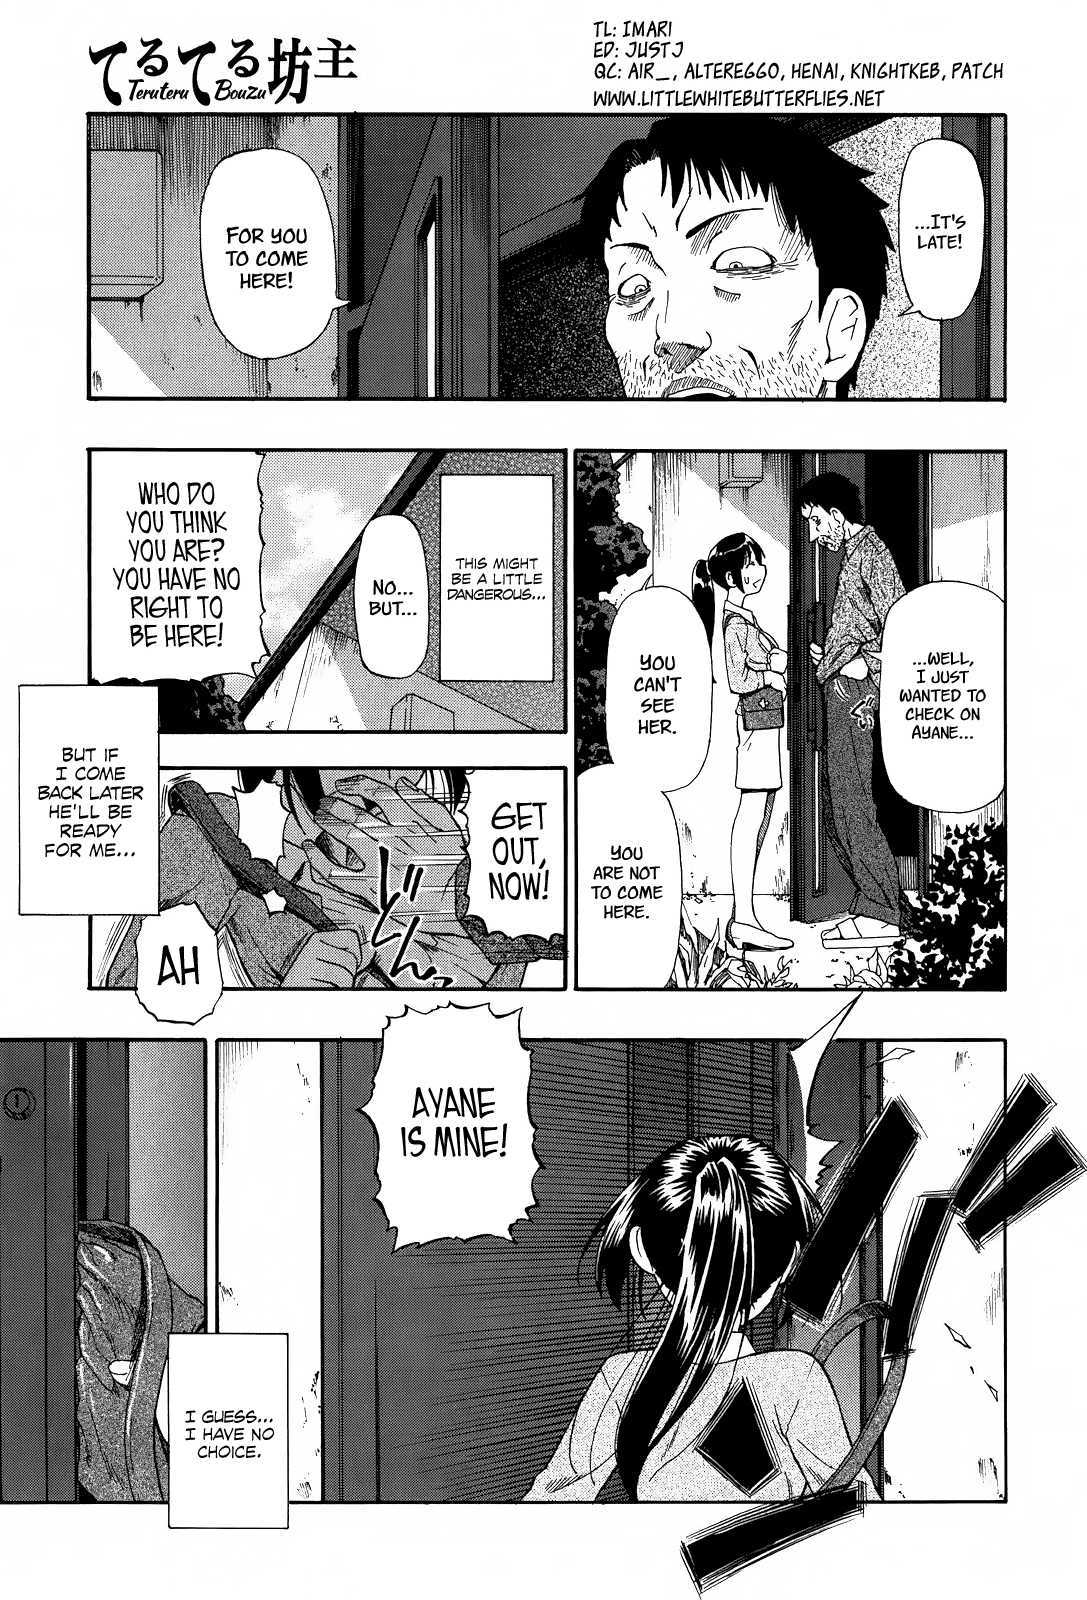 てるてる坊主
Teruteru Bouzu
TL: IMARI
ED: JUSTJ
QC: AIR_, ALTEREGGO, HENAI, KNIGHTKEB, PATCH
WWW.LITTLEWHITEBUTTERFLIES.NET
...IT'S
LATE!
FOR YOU
TO COME
HERE!
...WELL,
I JUST
WANTED TO
CHECK ON
AYANE...
YOU
CAN'T
SEE
HER.
YOU
ARE NOT
TO COME
HERE.
THIS MIGHT
BE A LITTLE
DANGEROUS...
NO...
BUT...
WHO DO
YOU THINK
YOU ARE?
YOU HAVE NO
RIGHT TO
BE HERE!
GET
OUT,
NOW!
BUT IF
I COME
BACK LATER
HE'LL BE
READY
FOR ME...
どん
AH
AYANE
IS MINE!
I GUESS...
I HAVE NO
CHOICE.